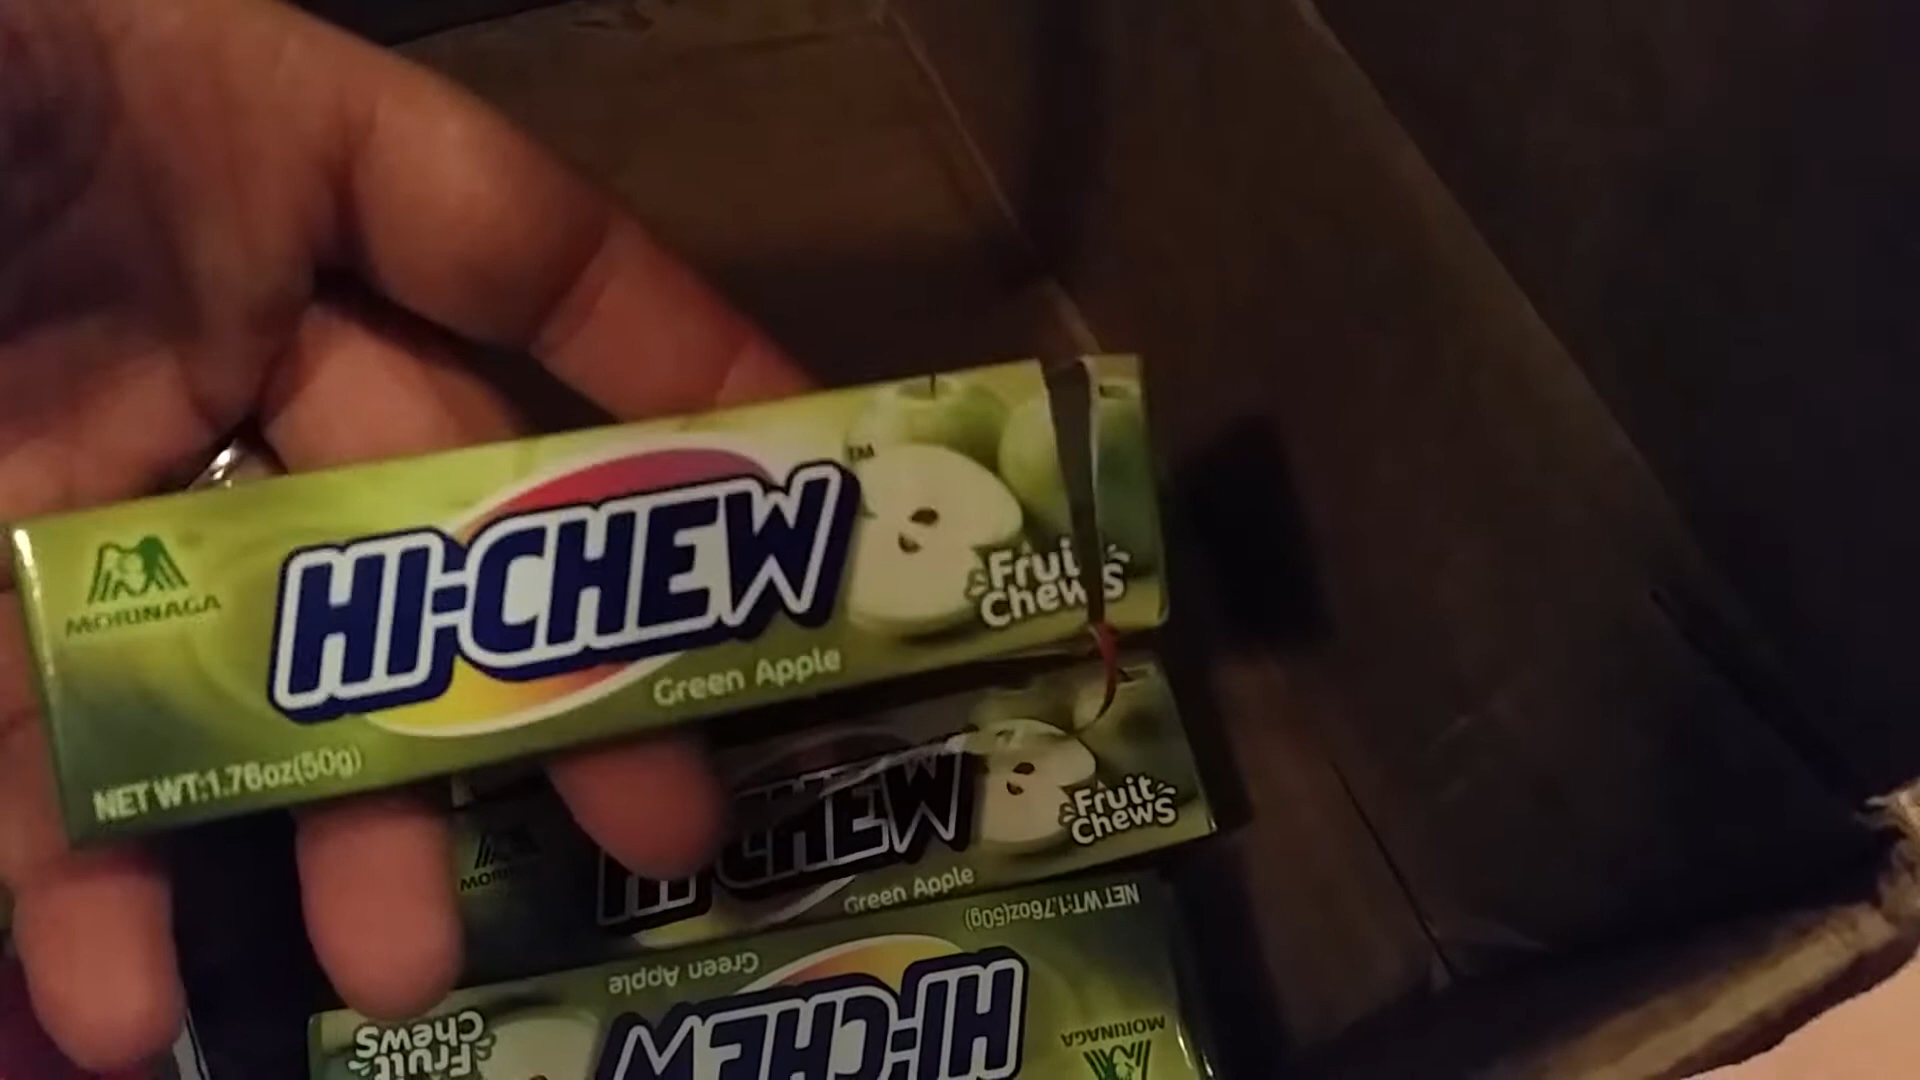 MORINAGA
HI-CHEW
TM
Fruit
Chews
Green Apple
NET WT:1.76oz(50g)
HI-CHEW
Fruit
Chews
Green Apple
NET WT:1.76oz(50g)
Green Apple
HI-CHEW
MORINAGA
Fruit
Chews